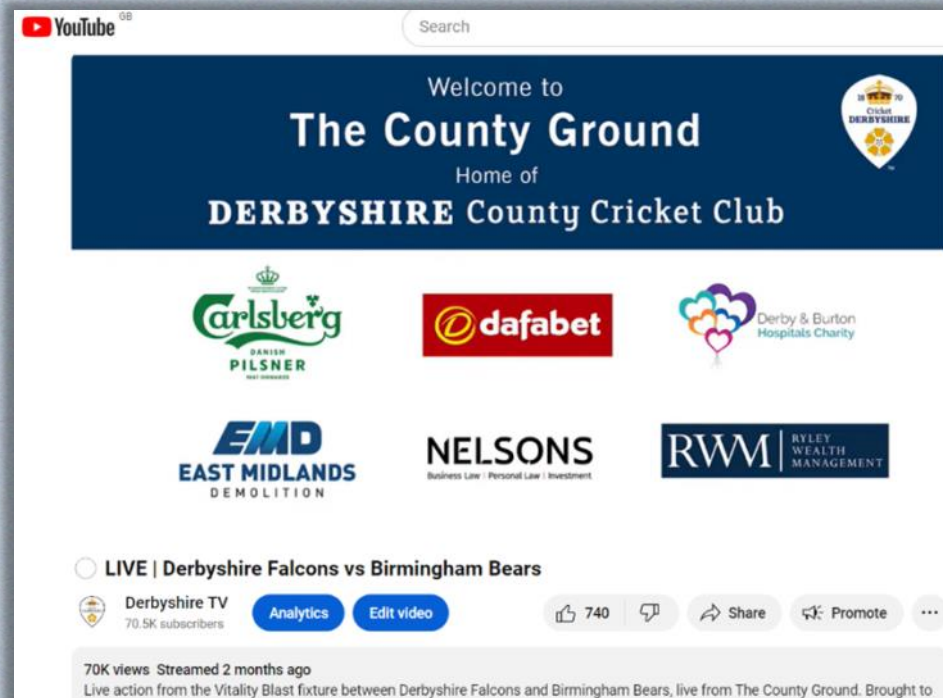 YouTube GB
Search
Welcome to
The County Ground
Home of
DERBYSHIRE County Cricket Club
18 70
Cricket
DERBYSHIRE
Carlsberg
DANISH
PILSNER
dafabet
Derby & Burton
Hospitals Charity
EMD
EAST MIDLANDS
DEMOLITION
NELSONS
Business Law | Personal Law | Investment
RWM | RYLEY
WEALTH
MANAGEMENT
LIVE | Derbyshire Falcons vs Birmingham Bears
Derbyshire TV
70.5K subscribers
Analytics
Edit video
740
Share
Promote
70K views Streamed 2 months ago
Live action from the Vitality Blast fixture between Derbyshire Falcons and Birmingham Bears, live from The County Ground. Brought to